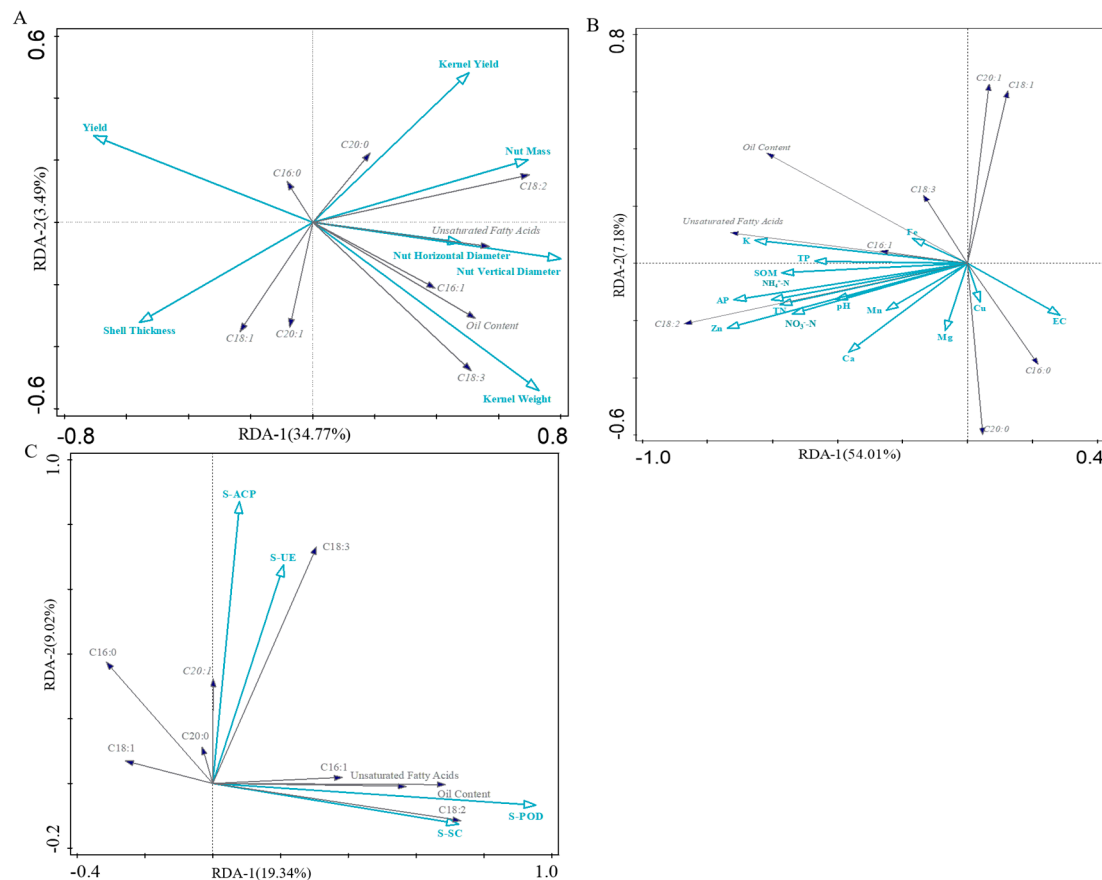 A
0.6
RDA-2(3.49%)
-0.6
-0.8
RDA-1(34.77%)
0.8
Kernel Yield
Yield
C20:0
Nut Mass
C16:0
C18:2
Unsaturated Fatty Acids
Nut Horizontal Diameter
Nut Vertical Diameter
C16:1
Shell Thickness
C18:1
C20:1
Oil Content
C18:3
Kernel Weight
B
0.8
RDA-2(7.18%)
-0.6
-1.0
RDA-1(54.01%)
0.4
C20:1
C18:1
Oil Content
C18:3
Unsaturated Fatty Acids
Fe
K
C16:1
TP
SOM
NH₄⁺-N
AP
TN
pH
C18:2
Zn
NO₃⁻-N
Mn
Cu
EC
Mg
Ca
C16:0
C20:0
C
1.0
RDA-2(9.02%)
-0.2
-0.4
RDA-1(19.34%)
1.0
S-ACP
C18:3
S-UE
C16:0
C20:1
C20:0
C18:1
C16:1
Unsaturated Fatty Acids
Oil Content
C18:2
S-POD
S-SC